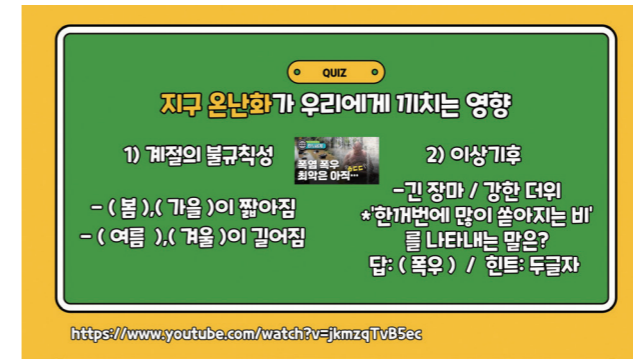 QUIZ
지구 온난화가 우리에게 끼치는 영향
1) 계절의 불규칙성
- ( 봄 ),( 가을 )이 짧아짐
- ( 여름 ),( 겨울 )이 길어짐
폭염 폭우
최악은 아직…
2) 이상기후
-긴 장마 / 강한 더위
*'한꺼번에 많이 쏟아지는 비'
를 나타내는 말은?
답: ( 폭우 ) / 힌트: 두글자
https://www.youtube.com/watch?v=jkmzqTvB5ec